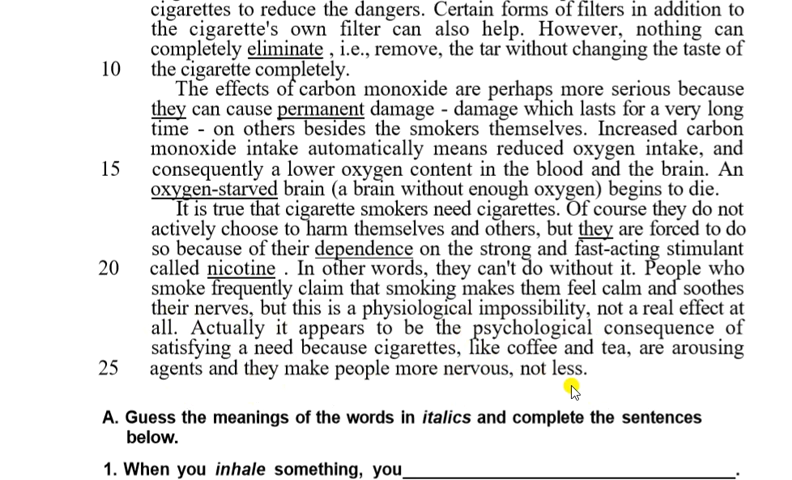 cigarettes to reduce the dangers. Certain forms of filters in addition to
the cigarette's own filter can also help. However, nothing can
completely eliminate , i.e., remove, the tar without changing the taste of
10 the cigarette completely.
The effects of carbon monoxide are perhaps more serious because
they can cause permanent damage - damage which lasts for a very long
time - on others besides the smokers themselves. Increased carbon
monoxide intake automatically means reduced oxygen intake, and
15 consequently a lower oxygen content in the blood and the brain. An
oxygen-starved brain (a brain without enough oxygen) begins to die.
It is true that cigarette smokers need cigarettes. Of course they do not
actively choose to harm themselves and others, but they are forced to do
so because of their dependence on the strong and fast-acting stimulant
20 called nicotine . In other words, they can't do without it. People who
smoke frequently claim that smoking makes them feel calm and soothes
their nerves, but this is a physiological impossibility, not a real effect at
all. Actually it appears to be the psychological consequence of
satisfying a need because cigarettes, like coffee and tea, are arousing
25 agents and they make people more nervous, not less.
A. Guess the meanings of the words in italics and complete the sentences
below.
1. When you inhale something, you____________________.